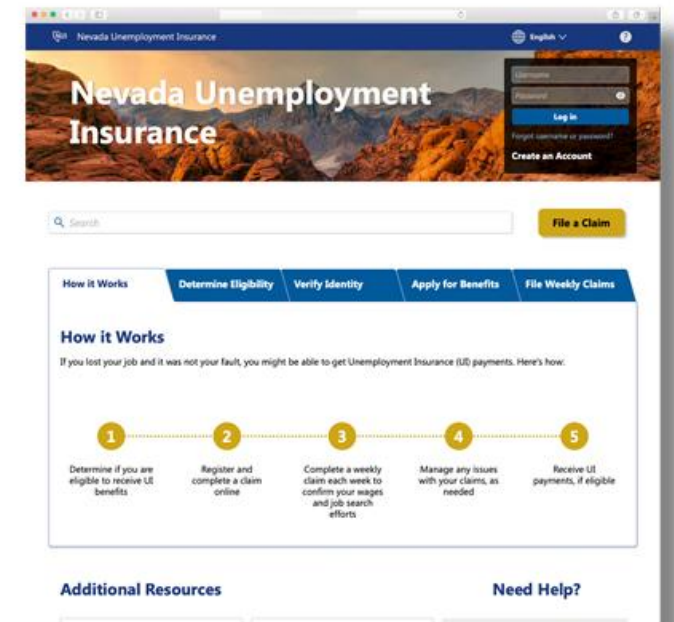 Nevada Unemployment Insurance
English
?
Nevada Unemployment
Insurance
Username
Password
Log in
Forgot username or password?
Create an Account
Search
File a Claim
How it Works
Determine Eligibility
Verify Identity
Apply for Benefits
File Weekly Claims
How it Works
If you lost your job and it was not your fault, you might be able to get Unemployment Insurance (UI) payments. Here's how:
1
2
3
4
5
Determine if you are
eligible to receive UI
benefits
Register and
complete a claim
online
Complete a weekly
claim each week to
confirm your wages
and job search
efforts
Manage any issues
with your claims, as
needed
Receive UI
payments, if eligible
Additional Resources
Need Help?